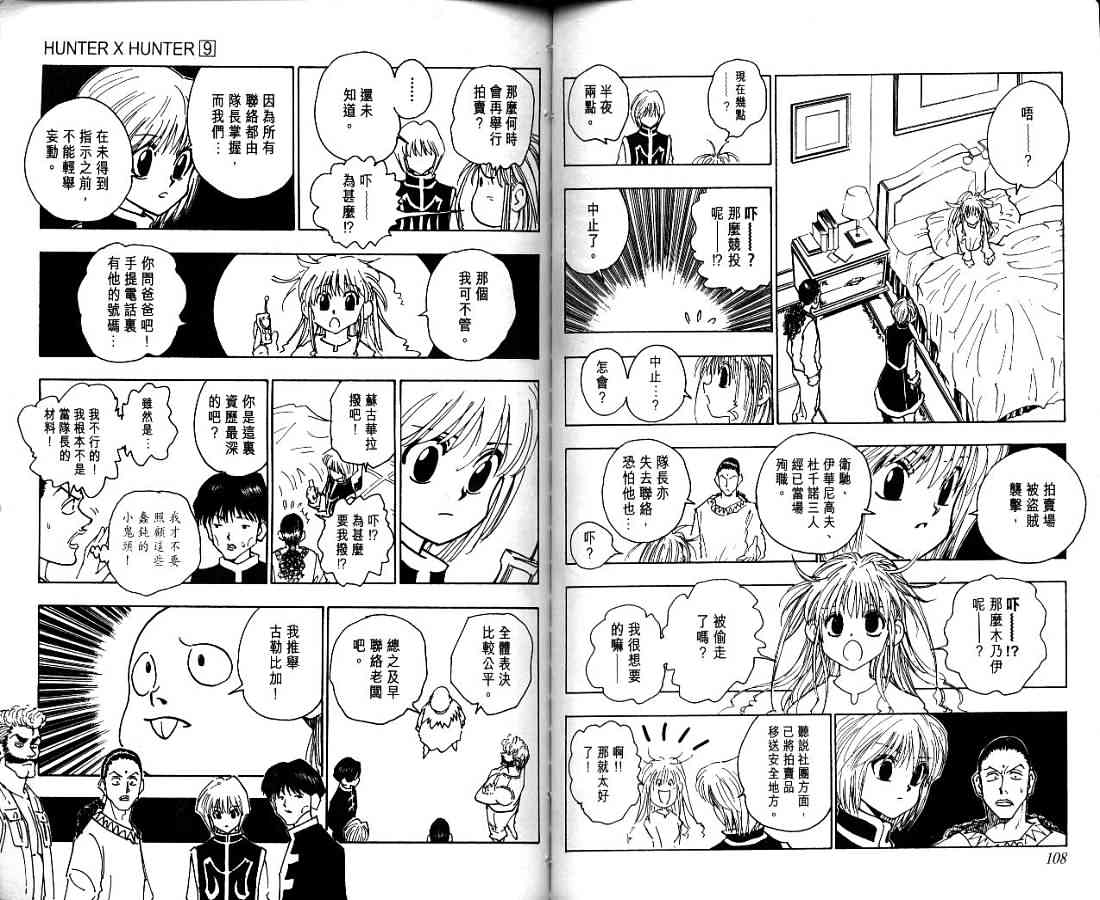 HUNTER X HUNTER 9
唔——?
現在幾點
——?
半夜
兩點。
吓——?
那麼競投
呢——!?
中止了。
中止…?
怎會?
拍賣場
被盜賊
襲擊,
衛馳、
伊華尼高夫、
杜千諾三人
經已當場
殉職。
隊長亦
失去聯絡,
恐怕他也…
吓?
吓——!?
那麼木乃伊
呢——?
被偷走
了嗎?
我很想要
的嘛——
聽說社團方面,
已將拍賣品
移送安全地方。
啊!!
那就太好
了!
108
那麼何時
會再舉行
拍賣?
……
還未
知道。
吓——
為甚麼!?
因為所有
聯絡都由
隊長掌握,
而我們…
在未得到
指示之前,
不能輕舉
妄動。
那個
我可不管。
你問爸爸吧!
手提電話裏
有他的號碼…
蘇古華拉
撥吧!
吓!?
為甚麼
要我撥!?
你是這裏
資歷最深
的吧?
雖然是…
我不行的!
我根本不是
當隊長的
材料!
我才不要
照顧這些
蠢鈍的
小鬼頭!
全體表決
比較公平。
總之及早
聯絡老闆
吧。
我推舉
古勒比加!